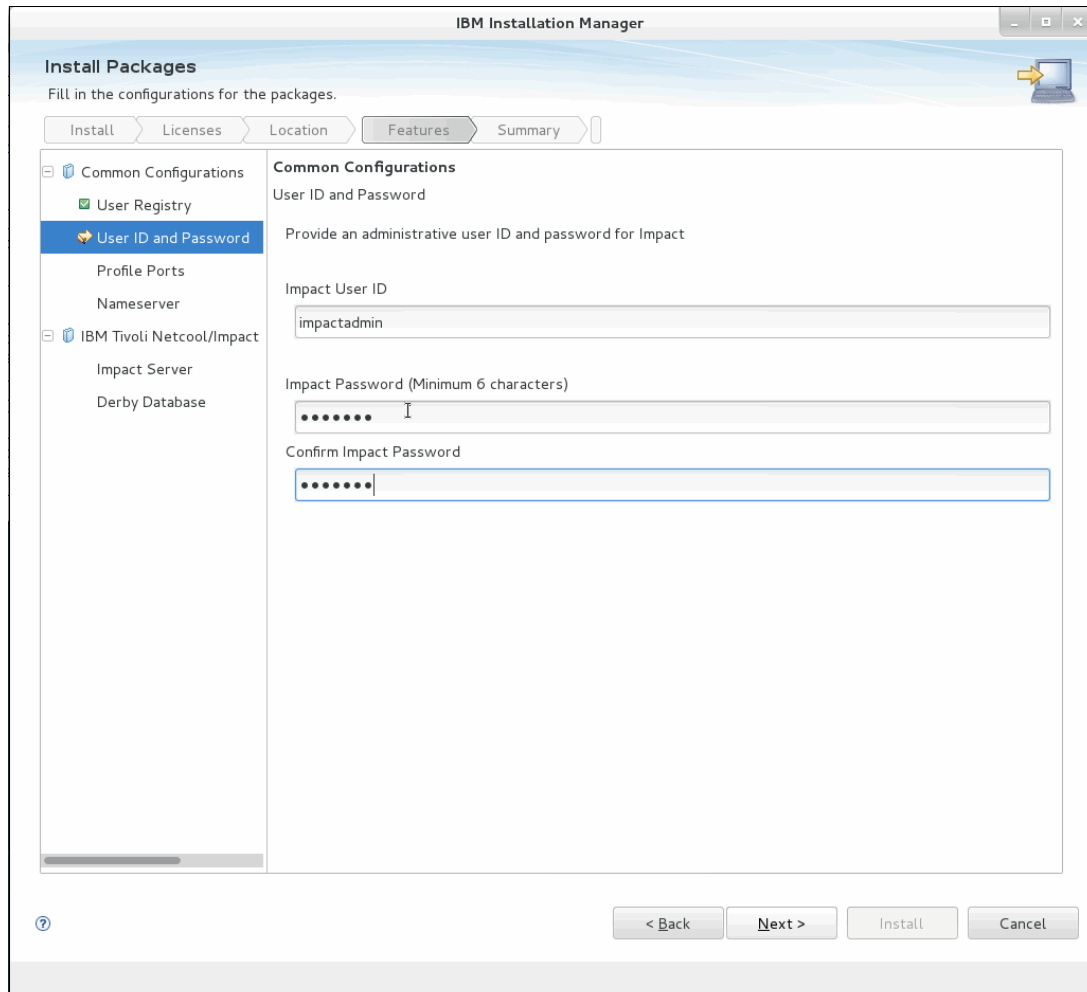 IBM Installation Manager
Install Packages
Fill in the configurations for the packages.
Install Licenses Location Features Summary
Common Configurations
User Registry
User ID and Password
Profile Ports
Nameserver
IBM Tivoli Netcool/Impact
Impact Server
Derby Database
Common Configurations
User ID and Password
Provide an administrative user ID and password for Impact
Impact User ID
impactadmin
Impact Password (Minimum 6 characters)
•••••••
Confirm Impact Password
•••••••
? < Back Next > Install Cancel